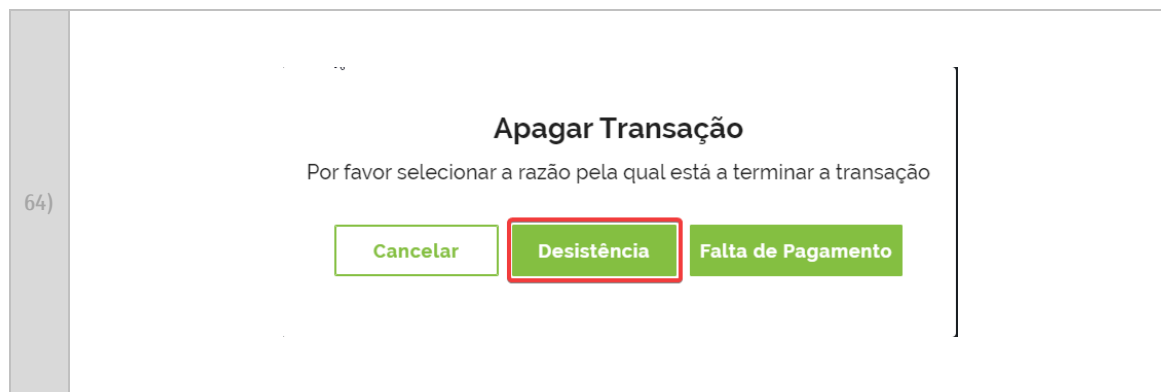 Apagar Transação
Por favor selecionar a razão pela qual está a terminar a transação
64)
Cancelar Desistência Falta de Pagamento